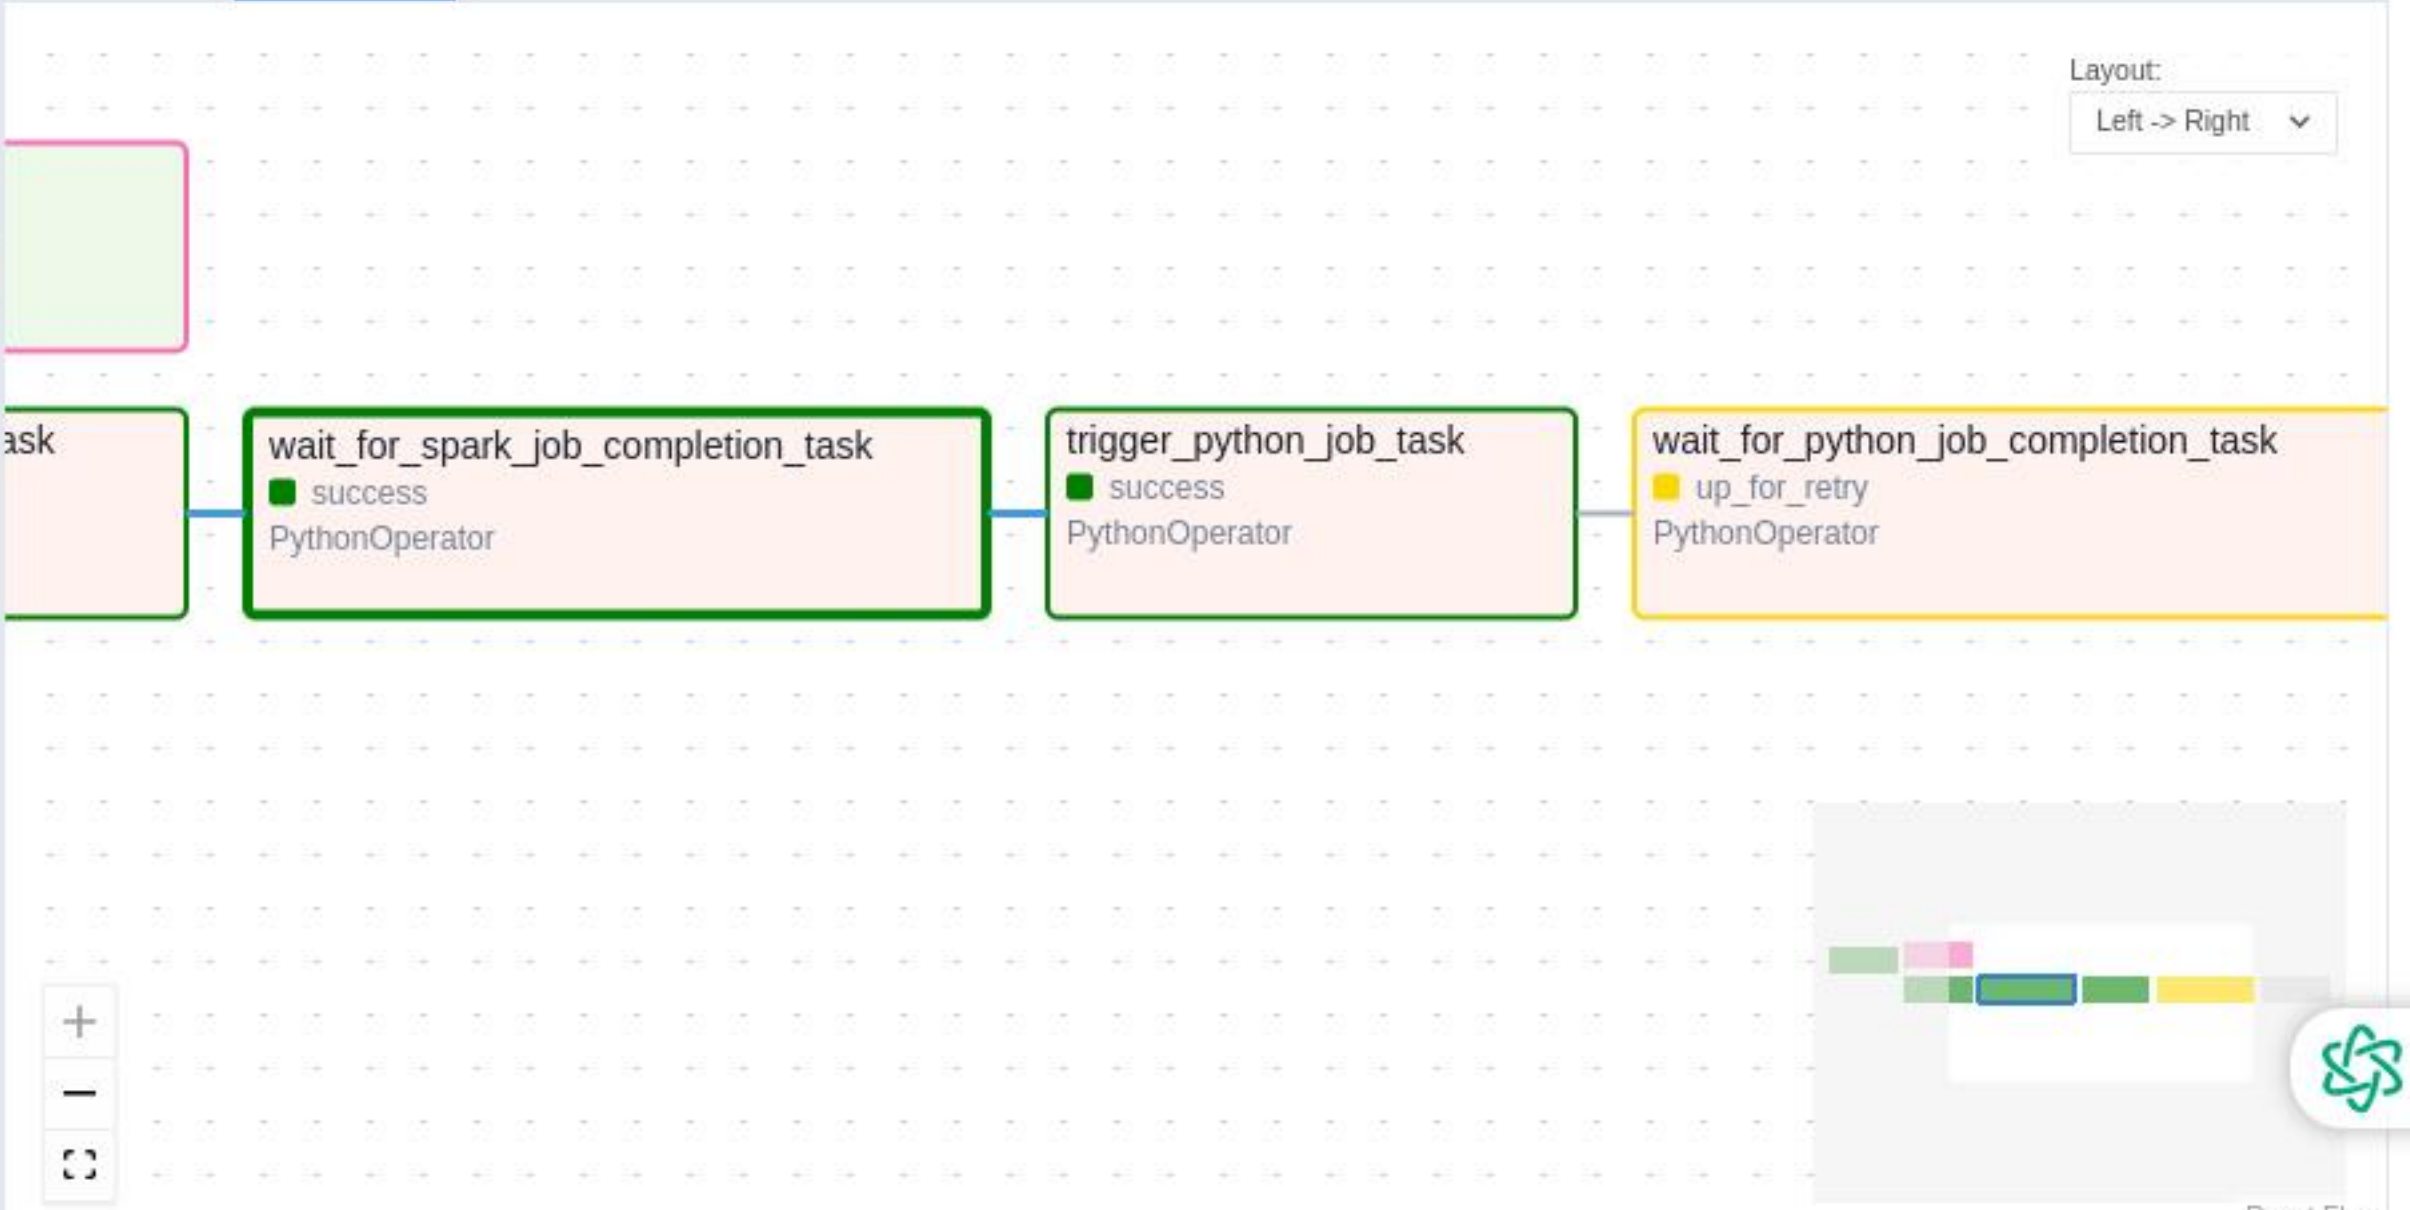 Layout:
Left -> Right
ask
wait_for_spark_job_completion_task
success
PythonOperator
trigger_python_job_task
success
PythonOperator
wait_for_python_job_completion_task
up_for_retry
PythonOperator